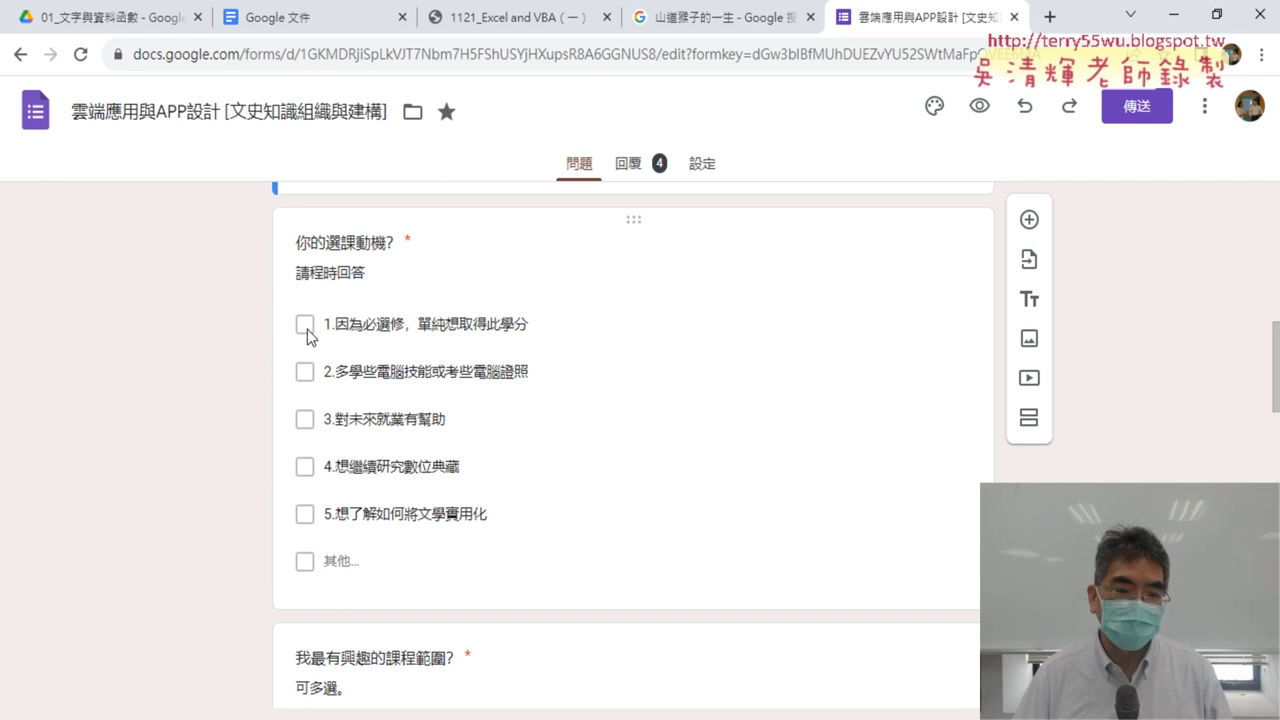 01_文字與資料函數 - Google
Google 文件
1121_Excel and VBA（一）
山道猴子的一生 - Google 搜
雲端應用與APP設計 [文史知
http://terry55wu.blogspot.tw
吳清輝老師錄製
雲端應用與APP設計 [文史知識組織與建構]
傳送
問題
回覆 4
設定
你的選課動機? *
請程時回答
1.因為必選修，單純想取得此學分
2.多學些電腦技能或考些電腦證照
3.對未來就業有幫助
4.想繼續研究數位典藏
5.想了解如何將文學實用化
其他...
我最有興趣的課程範圍? *
可多選。